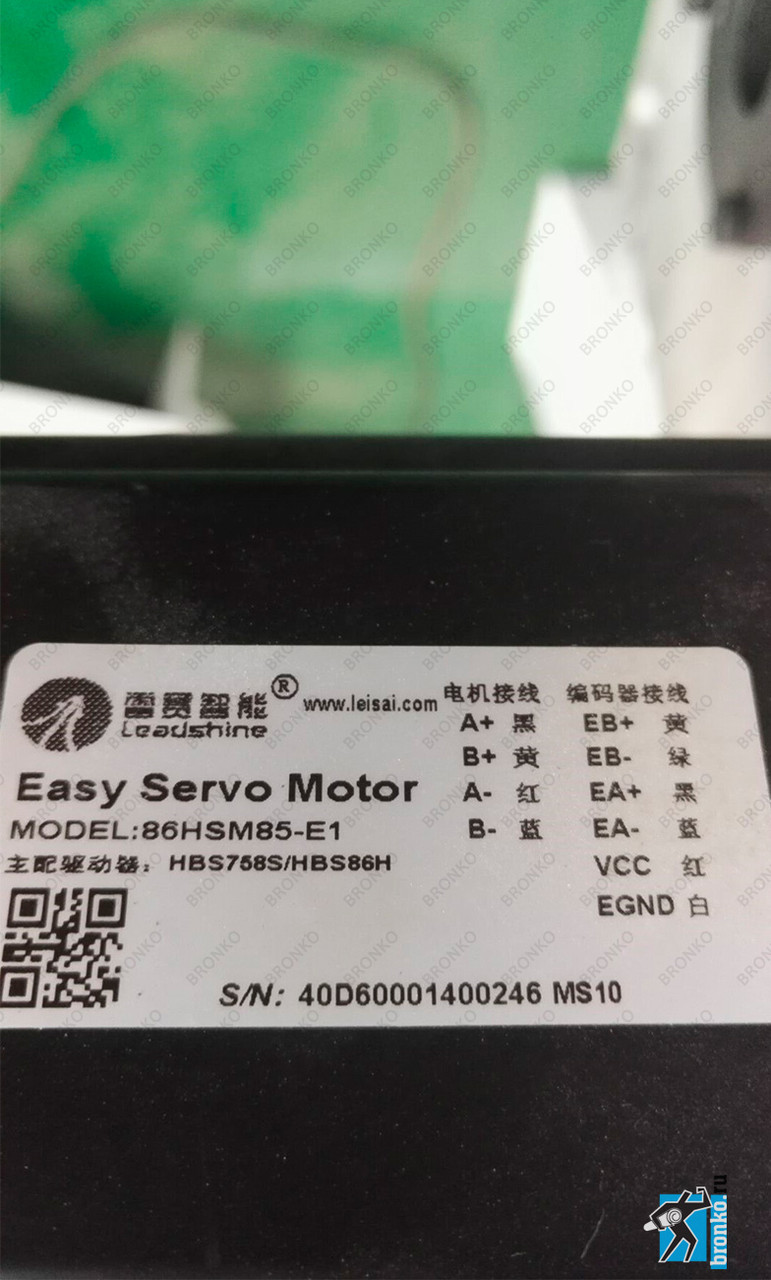 雷赛智能® www.leisai.com
Leadshine
Easy Servo Motor
MODEL:86HSM85-E1
主配驱动器：HBS758S/HBS86H
电机接线
A+ 黑
B+ 黄
A- 红
B- 蓝
编码器接线
EB+ 黄
EB- 绿
EA+ 黑
EA- 蓝
VCC 红
EGND 白
S/N: 40D60001400246 MS10
BRONKO
bronko.ru